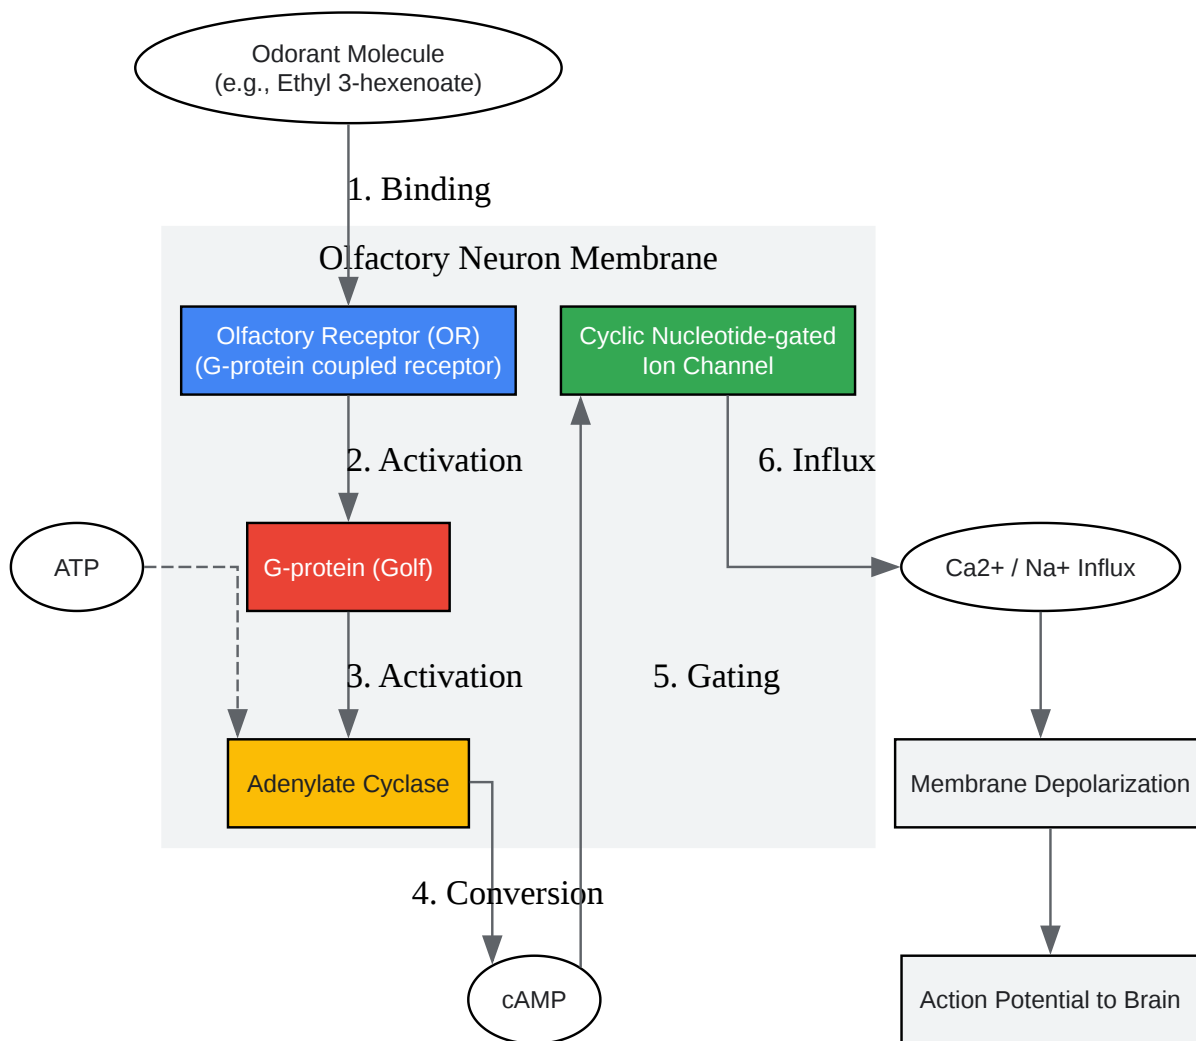 Odorant Molecule
(e.g., Ethyl 3-hexenoate)
1. Binding
Olfactory Neuron Membrane
Olfactory Receptor (OR)
(G-protein coupled receptor)
Cyclic Nucleotide-gated
Ion Channel
2. Activation
6. Influx
ATP
G-protein (Golf)
Ca2+ / Na+ Influx
3. Activation
5. Gating
Adenylate Cyclase
Membrane Depolarization
4. Conversion
cAMP
Action Potential to Brain